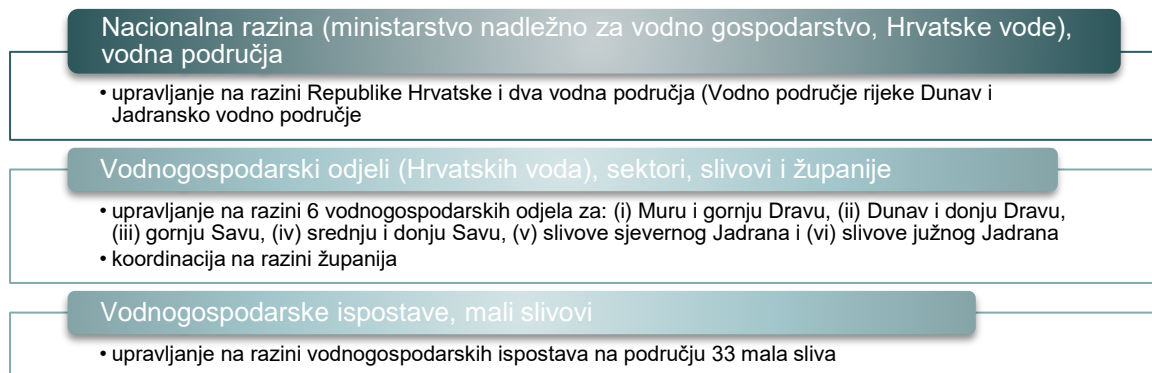 Nacionalna razina (ministarstvo nadležno za vodno gospodarstvo, Hrvatske vode),
vodna područja
• upravljanje na razini Republike Hrvatske i dva vodna područja (Vodno područje rijeke Dunav i
Jadransko vodno područje
Vodnogospodarski odjeli (Hrvatskih voda), sektori, slivovi i županije
• upravljanje na razini 6 vodnogospodarskih odjela za: (i) Muru i gornju Dravu, (ii) Dunav i donju Dravu,
(iii) gornju Savu, (iv) srednju i donju Savu, (v) slivove sjevernog Jadrana i (vi) slivove južnog Jadrana
• koordinacija na razini županija
Vodnogospodarske ispostave, mali slivovi
• upravljanje na razini vodnogospodarskih ispostava na području 33 mala sliva